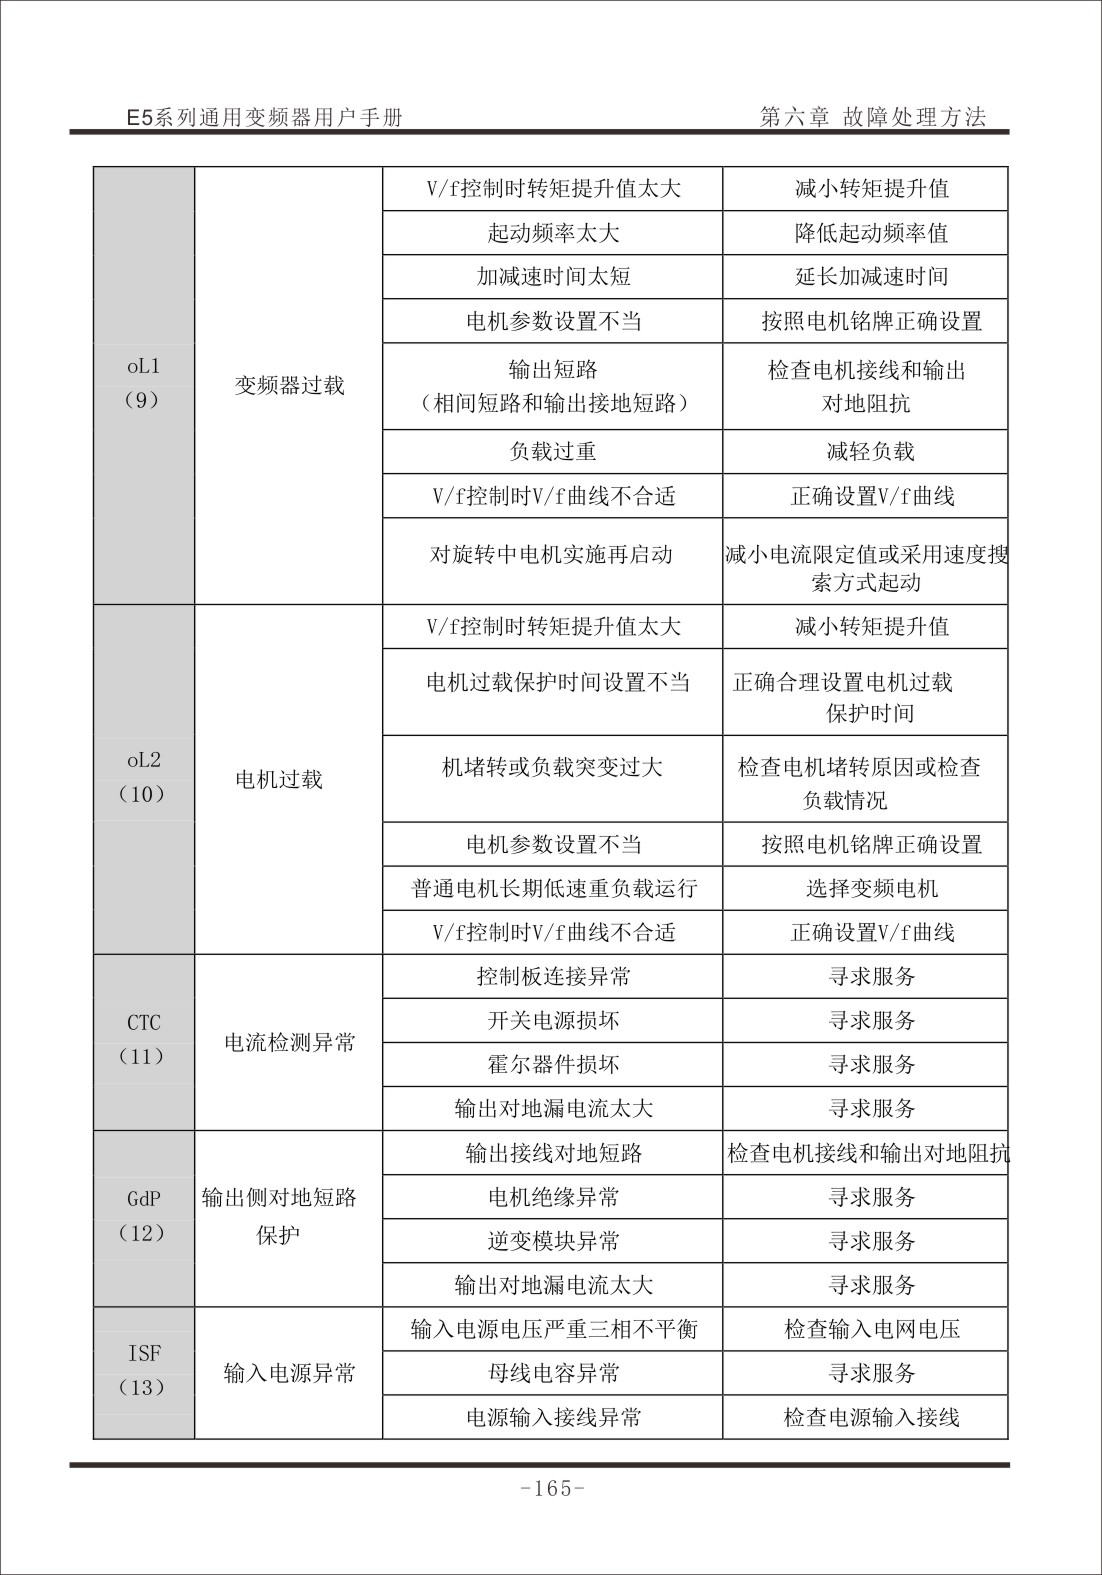 E5系列通用变频器用户手册
第六章 故障处理方法
oL1
(9)
变频器过载
V/f控制时转矩提升值太大
减小转矩提升值
起动频率太大
降低起动频率值
加减速时间太短
延长加减速时间
电机参数设置不当
按照电机铭牌正确设置
输出短路
(相间短路和输出接地短路)
检查电机接线和输出
对地阻抗
负载过重
减轻负载
V/f控制时V/f曲线不合适
正确设置V/f曲线
对旋转中电机实施再启动
减小电流限定值或采用速度搜
索方式起动
oL2
(10)
电机过载
V/f控制时转矩提升值太大
减小转矩提升值
电机过载保护时间设置不当
正确合理设置电机过载
保护时间
机堵转或负载突变过大
检查电机堵转原因或检查
负载情况
电机参数设置不当
按照电机铭牌正确设置
普通电机长期低速重负载运行
选择变频电机
V/f控制时V/f曲线不合适
正确设置V/f曲线
CTC
(11)
电流检测异常
控制板连接异常
寻求服务
开关电源损坏
寻求服务
霍尔器件损坏
寻求服务
输出对地漏电流太大
寻求服务
GdP
(12)
输出侧对地短路
保护
输出接线对地短路
检查电机接线和输出对地阻抗
电机绝缘异常
寻求服务
逆变模块异常
寻求服务
输出对地漏电流太大
寻求服务
ISF
(13)
输入电源异常
输入电源电压严重三相不平衡
检查输入电网电压
母线电容异常
寻求服务
电源输入接线异常
检查电源输入接线
-165-